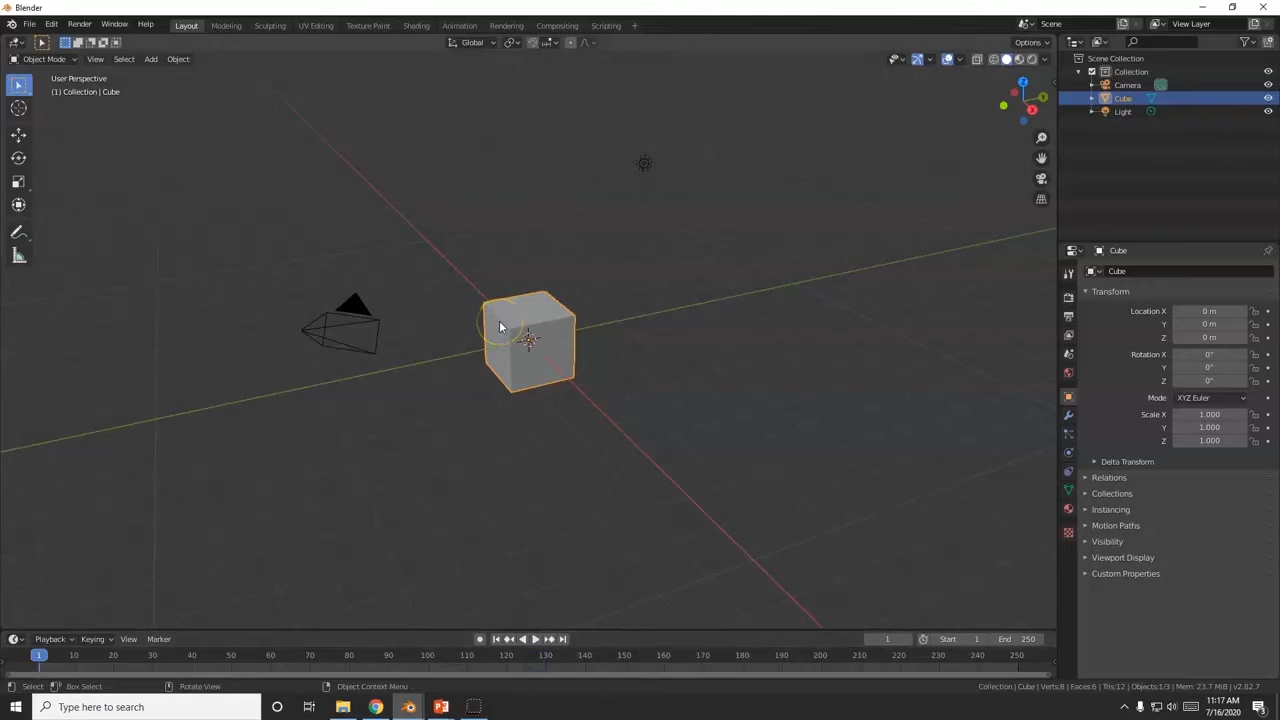 Blender
File Edit Render Window Help Layout Modeling Sculpting UV Editing Texture Paint Shading Animation Rendering Compositing Scripting + Scene View Layer
Global Options
Object Mode View Select Add Object
User Perspective
(1) Collection | Cube
Z
Y
X
Scene Collection
Collection
Camera
Cube
Light
Cube
Cube
Transform
Location X 0 m
Y 0 m
Z 0 m
Rotation X 0°
Y 0°
Z 0°
Mode XYZ Euler
Scale X 1.000
Y 1.000
Z 1.000
Delta Transform
Relations
Collections
Instancing
Motion Paths
Visibility
Viewport Display
Custom Properties
Playback Keying View Marker 1 Start 1 End 250
1 10 20 30 40 50 60 70 80 90 100 110 120 130 140 150 160 170 180 190 200 210 220 230 240 250
Select Box Select Rotate View Object Context Menu Collection | Cube | Verts:8 | Faces:6 | Tris:12 | Objects:1/3 | Mem: 23.7 MiB | v2.82.7
Type here to search
11:17 AM
7/16/2020
3